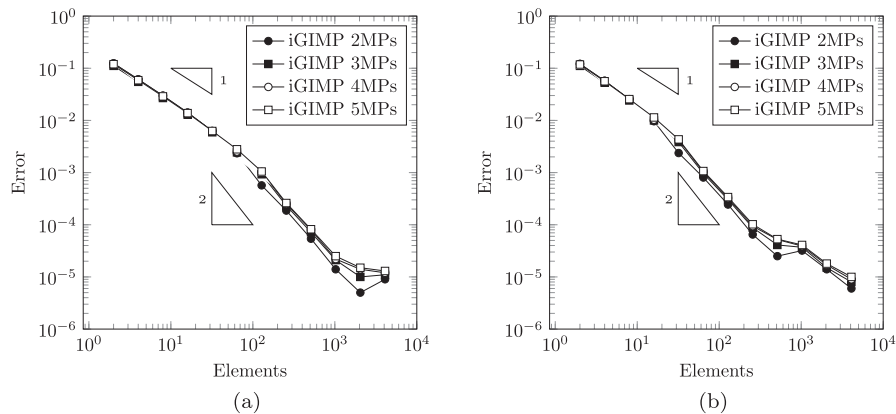 10^0
10^-1
10^-2
10^-3
10^-4
10^-5
10^-6
Error
iGIMP 2MPs
iGIMP 3MPs
iGIMP 4MPs
iGIMP 5MPs
1
2
10^0
10^1
10^2
10^3
10^4
Elements
(a)
10^0
10^-1
10^-2
10^-3
10^-4
10^-5
10^-6
Error
iGIMP 2MPs
iGIMP 3MPs
iGIMP 4MPs
iGIMP 5MPs
1
2
10^0
10^1
10^2
10^3
10^4
Elements
(b)